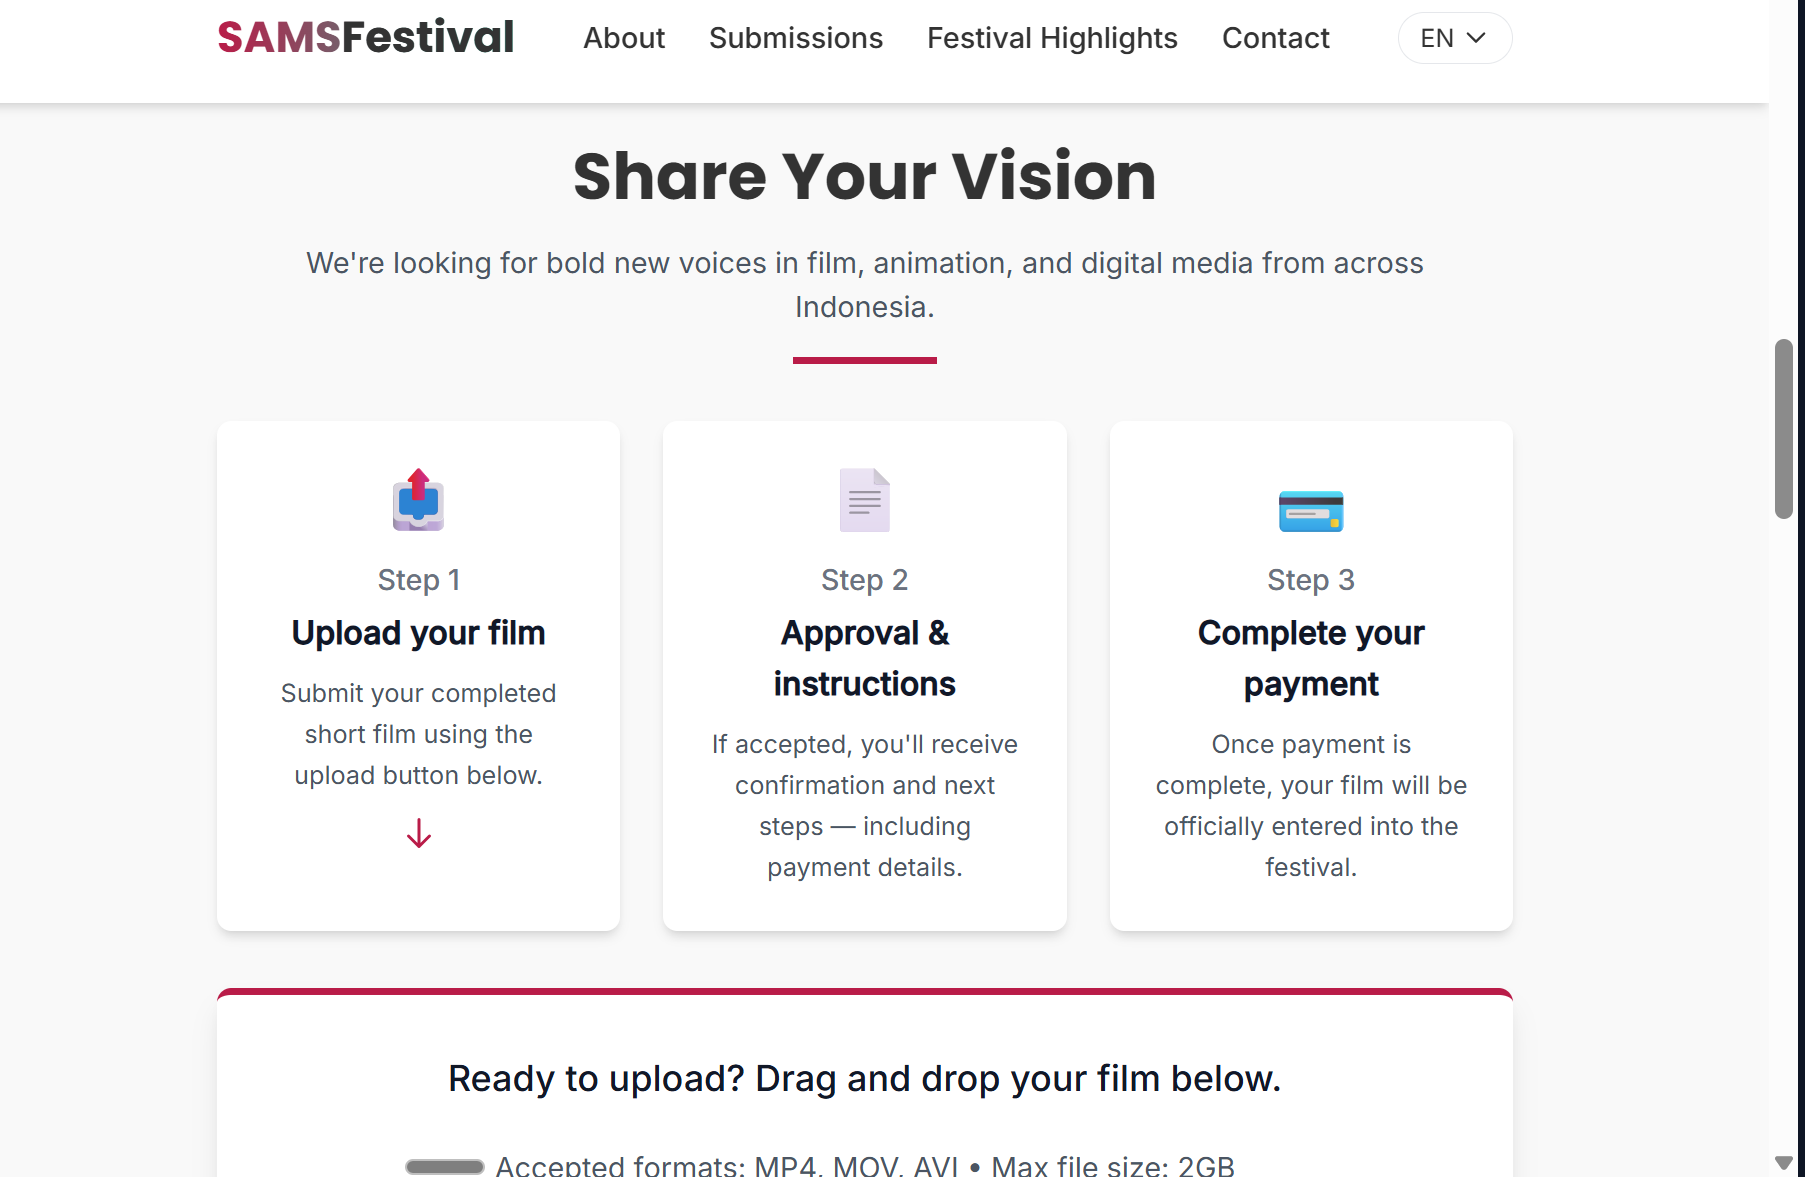 SAMSFestival About Submissions Festival Highlights Contact EN
Share Your Vision
We're looking for bold new voices in film, animation, and digital media from across
Indonesia.
Step 1
Upload your film
Submit your completed
short film using the
upload button below.
Step 2
Approval &
instructions
If accepted, you'll receive
confirmation and next
steps — including
payment details.
Step 3
Complete your
payment
Once payment is
complete, your film will be
officially entered into the
festival.
Ready to upload? Drag and drop your film below.
Accepted formats: MP4, MOV, AVI • Max file size: 2GB